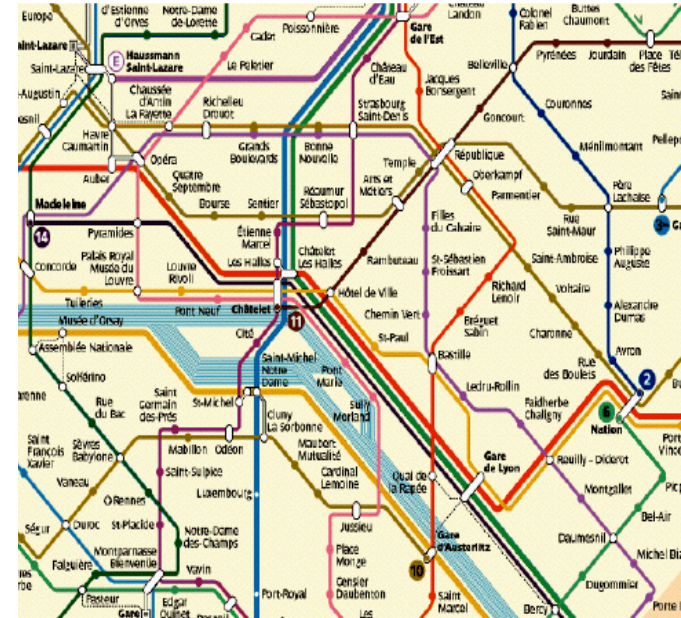 Europe
d'Estienne
d'Orves
Notre-Dame
de-Lorette
Poissonnière
Cadet
Gare
de l'Est
Landon
Colonel
Fabien
Buttes
Chaumont
Saint-Lazare
E
Haussmann
Saint-Lazare
Le Peletier
Château
d'Eau
Jacques
Bonsergent
Belleville
Pyrénées
Jourdain
Place
des Fêtes
Chaussée
d'Antin
La Fayette
Richelieu
Drouot
Strasbourg
Saint-Denis
Goncourt
Couronnes
Ménilmontant
Havre
Caumartin
Opéra
Grands
Boulevards
Bonne
Nouvelle
Temple
République
Oberkampf
Parmentier
Auber
Quatre
Septembre
Bourse
Sentier
Réaumur
Sébastopol
Arts et
Métiers
Père
Lachaise
Rue
Saint-Maur
Madeleine
14
Pyramides
Étienne
Marcel
Les Halles
Châtelet
Les Halles
Rambuteau
Filles
du Calvaire
St-Sébastien
Froissart
Saint-Ambroise
Philippe
Auguste
Concorde
Palais Royal
Musée du
Louvre
Louvre
Rivoli
Hôtel de Ville
Richard
Lenoir
Voltaire
Alexandre
Dumas
Tuileries
Pont Neuf
Châtelet
11
Chemin Vert
Bréguet
Sabin
Charonne
Musée d'Orsay
Cité
St-Paul
Bastille
Avron
Assemblée Nationale
Saint-Michel
Notre
Dame
Pont
Marie
Ledru-Rollin
Rue
des Boulets
2
Solférino
Rue
du Bac
Saint
Germain
des-Prés
St-Michel
Cluny
La Sorbonne
Sully
Morland
Faidherbe
Chaligny
6
Nation
Saint
François
Xavier
Sèvres
Babylone
Mabillon
Odéon
Maubert
Mutualité
Gare
de Lyon
Reuilly - Diderot
Vaneau
Saint-Sulpice
Cardinal
Lemoine
Quai de
la Rapée
Montgallet
Luxembourg
Rennes
St-Placide
Notre-Dame
des-Champs
Jussieu
Gare
d'Austerlitz
10
Bel-Air
Ségur
Duroc
Daumesnil
Michel Biz
Falguière
Montparnasse
Bienvenüe
Vavin
Place
Monge
Censier
Daubenton
Dugommier
Pasteur
Edgar
Quinet
Port-Royal
Saint
Marcel
Bercy
Porte
Gare
Les